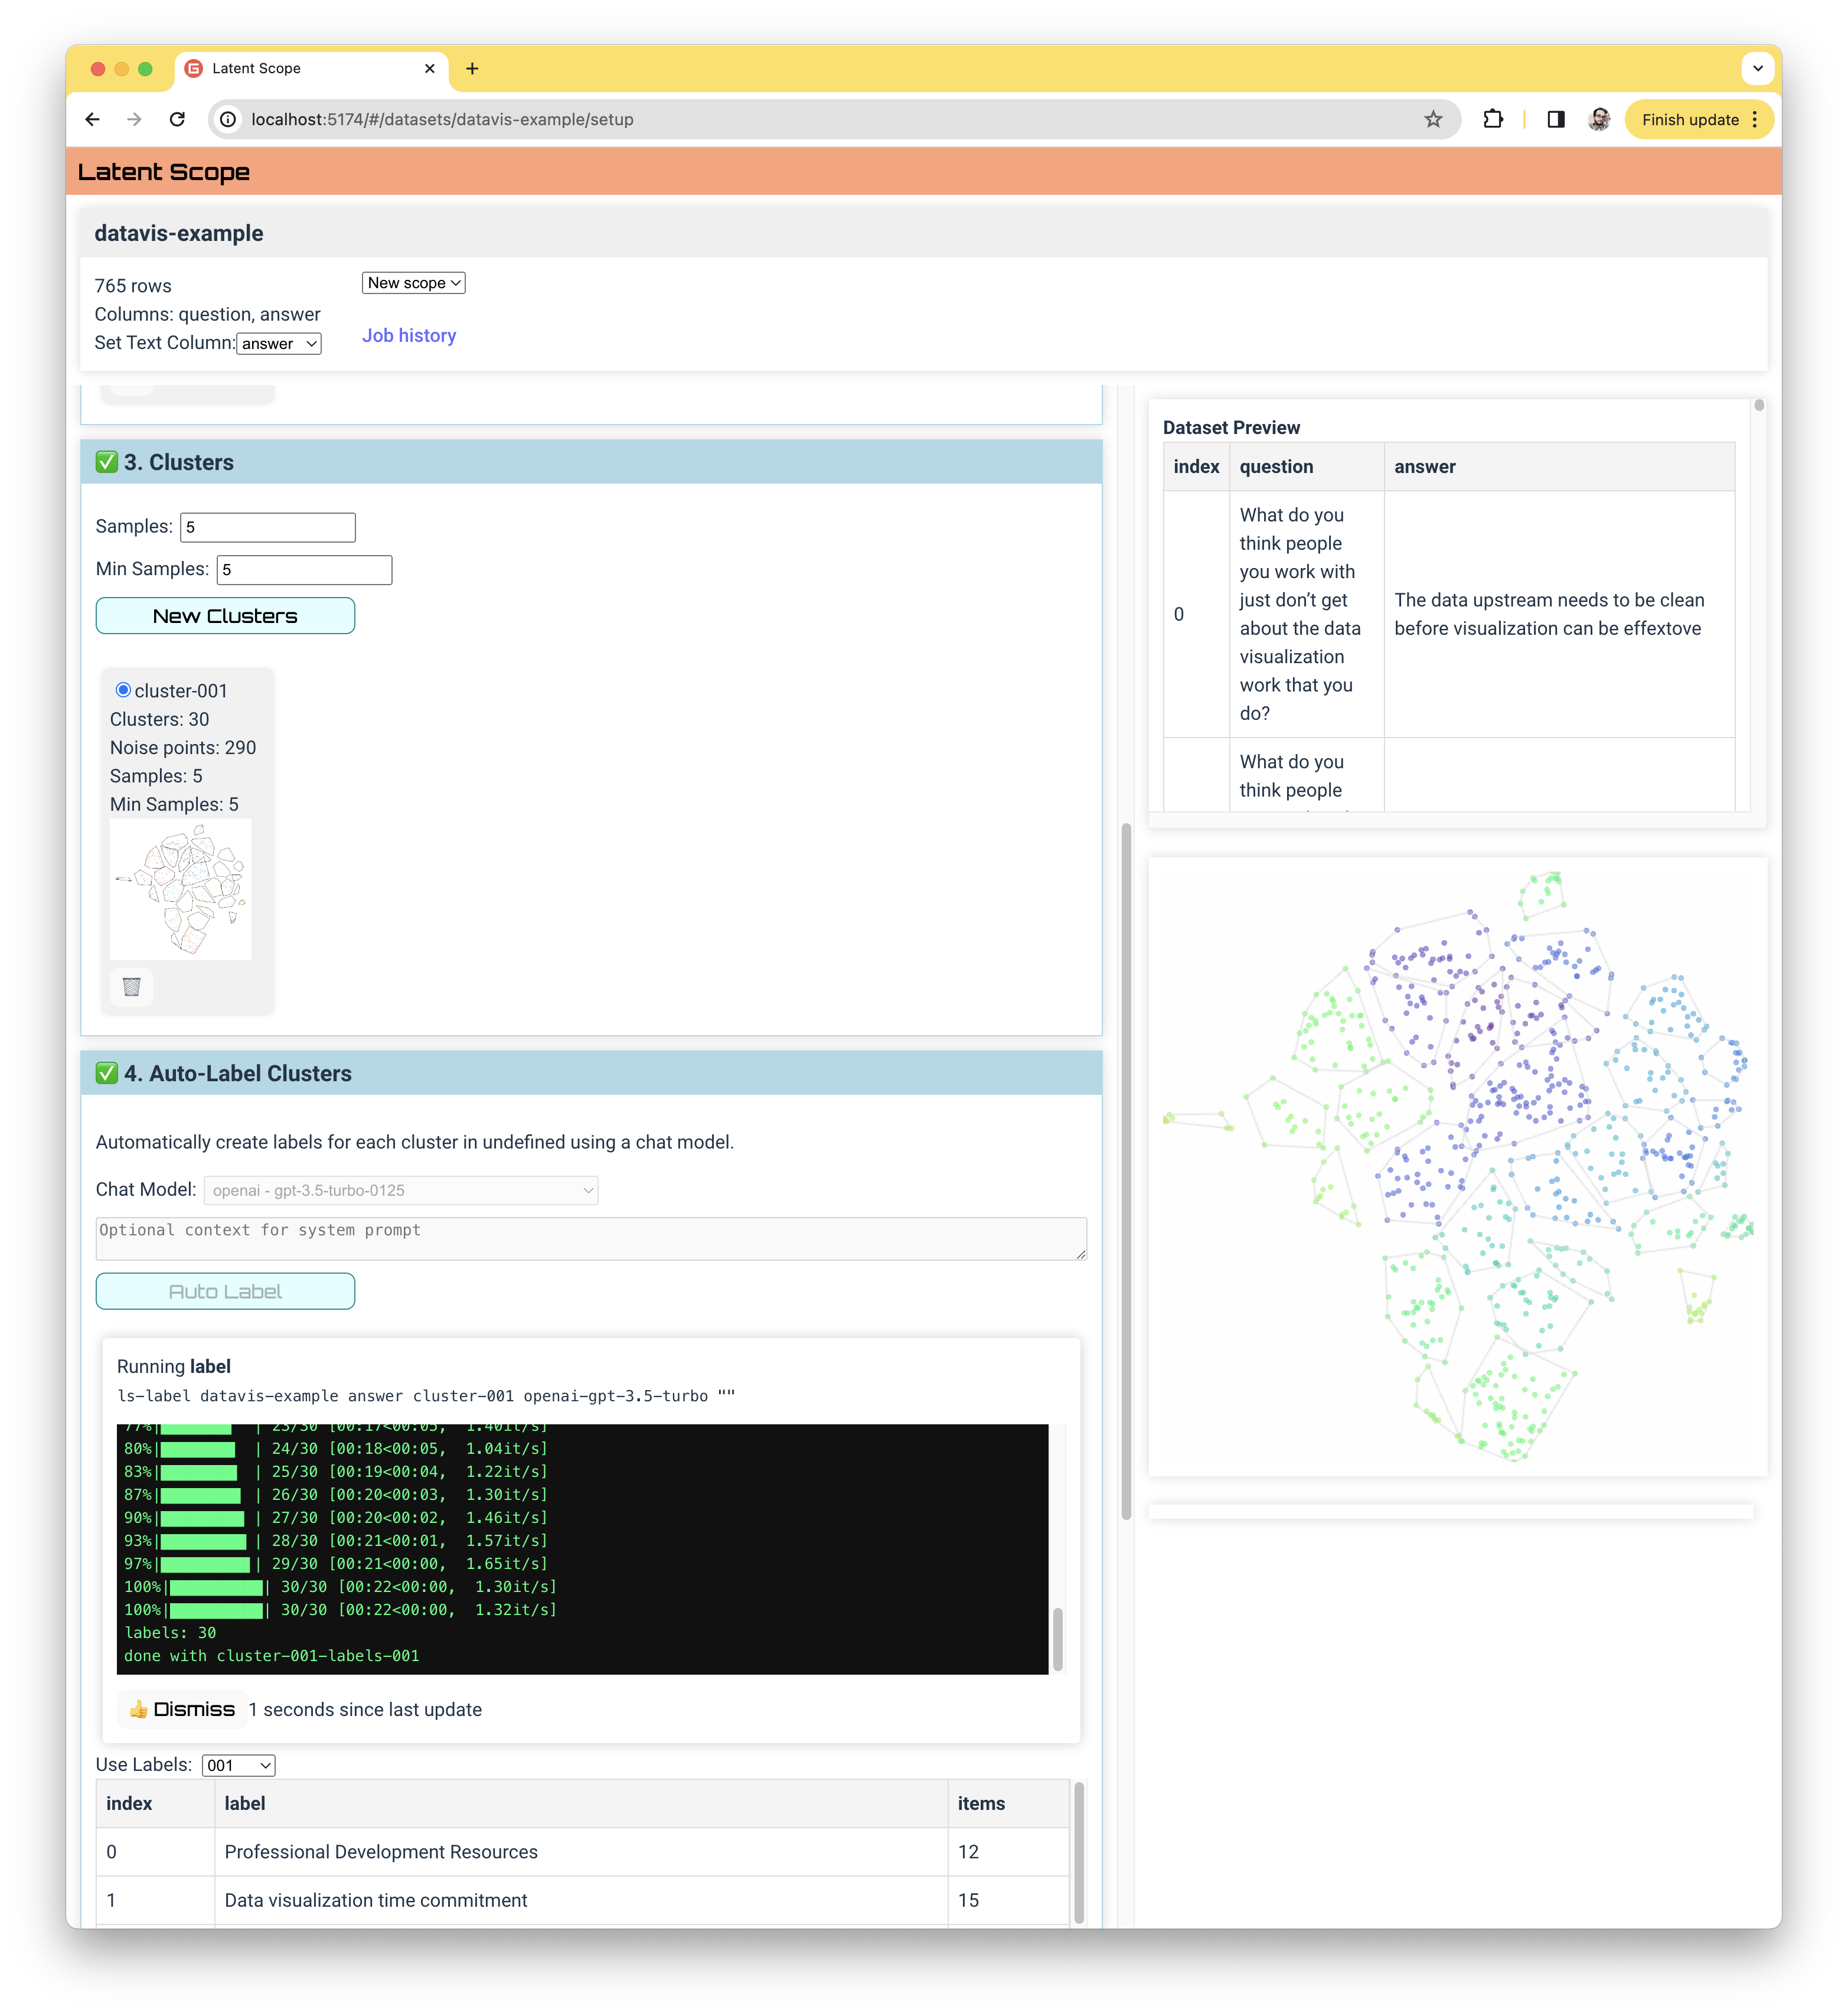 Latent Scope
localhost:5174/#/datasets/datavis-example/setup
Finish update
Latent Scope
datavis-example
765 rows
New scope
Columns: question, answer
Job history
Set Text Column: answer
✅ 3. Clusters
Samples: 5
Min Samples: 5
New Clusters
cluster-001
Clusters: 30
Noise points: 290
Samples: 5
Min Samples: 5
✅ 4. Auto-Label Clusters
Automatically create labels for each cluster in undefined using a chat model.
Chat Model: openai - gpt-3.5-turbo-0125
Optional context for system prompt
Auto Label
Running label
ls-label datavis-example answer cluster-001 openai-gpt-3.5-turbo ""
77%| | 23/30 [00:17<00:05, 1.40it/s]
80%| | 24/30 [00:18<00:05, 1.04it/s]
83%| | 25/30 [00:19<00:04, 1.22it/s]
87%| | 26/30 [00:20<00:03, 1.30it/s]
90%| | 27/30 [00:20<00:02, 1.46it/s]
93%| | 28/30 [00:21<00:01, 1.57it/s]
97%| | 29/30 [00:21<00:00, 1.65it/s]
100%| | 30/30 [00:22<00:00, 1.30it/s]
100%| | 30/30 [00:22<00:00, 1.32it/s]
labels: 30
done with cluster-001-labels-001
👍 Dismiss 1 seconds since last update
Use Labels: 001
index label items
0 Professional Development Resources 12
1 Data visualization time commitment 15
Dataset Preview
index question answer
0
What do you
think people
you work with
just don’t get
about the data
visualization
work that you
do?
The data upstream needs to be clean
before visualization can be effextove
What do you
think people